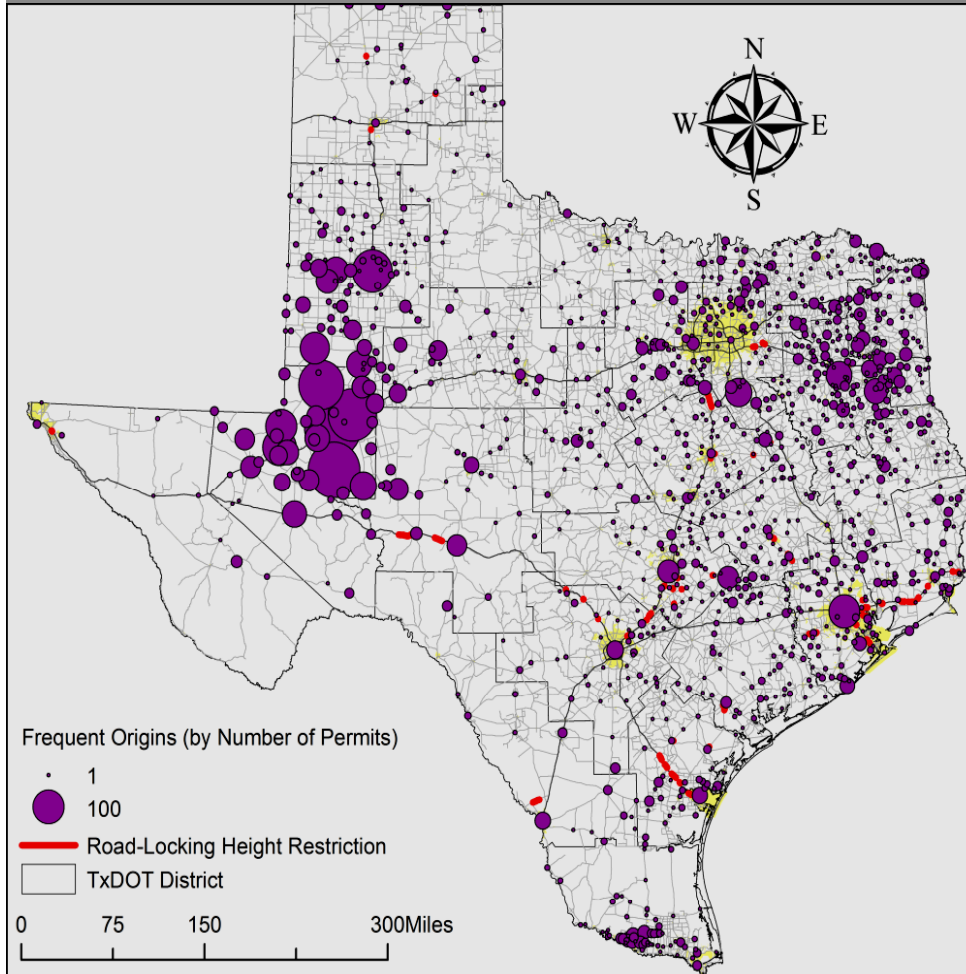 N
W E
S
Frequent Origins (by Number of Permits)
1
100
Road-Locking Height Restriction
TxDOT District
0 75 150 300Miles